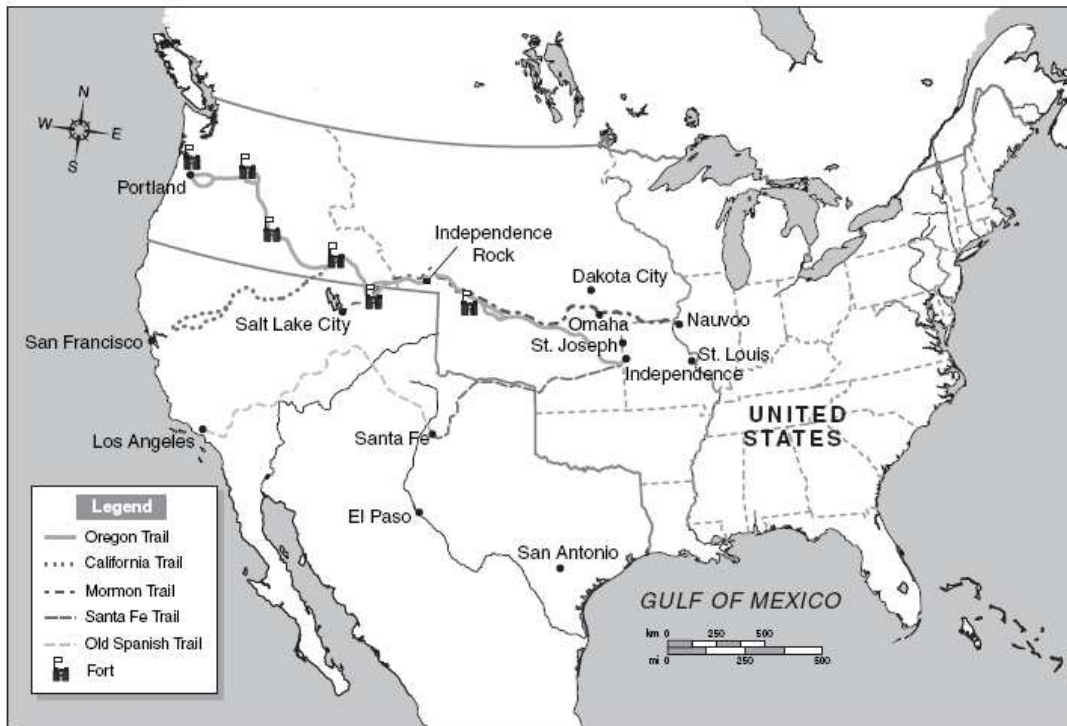 N
W E
S
Portland
Independence
Rock
Dakota City
Salt Lake City
Omaha
Nauvoo
San Francisco
St. Joseph
St. Louis
Independence
UNITED
STATES
Los Angeles
Santa Fe
El Paso
San Antonio
GULF OF MEXICO
km 0 250 500
mi 0 250 500
Legend
Oregon Trail
California Trail
Mormon Trail
Santa Fe Trail
Old Spanish Trail
Fort